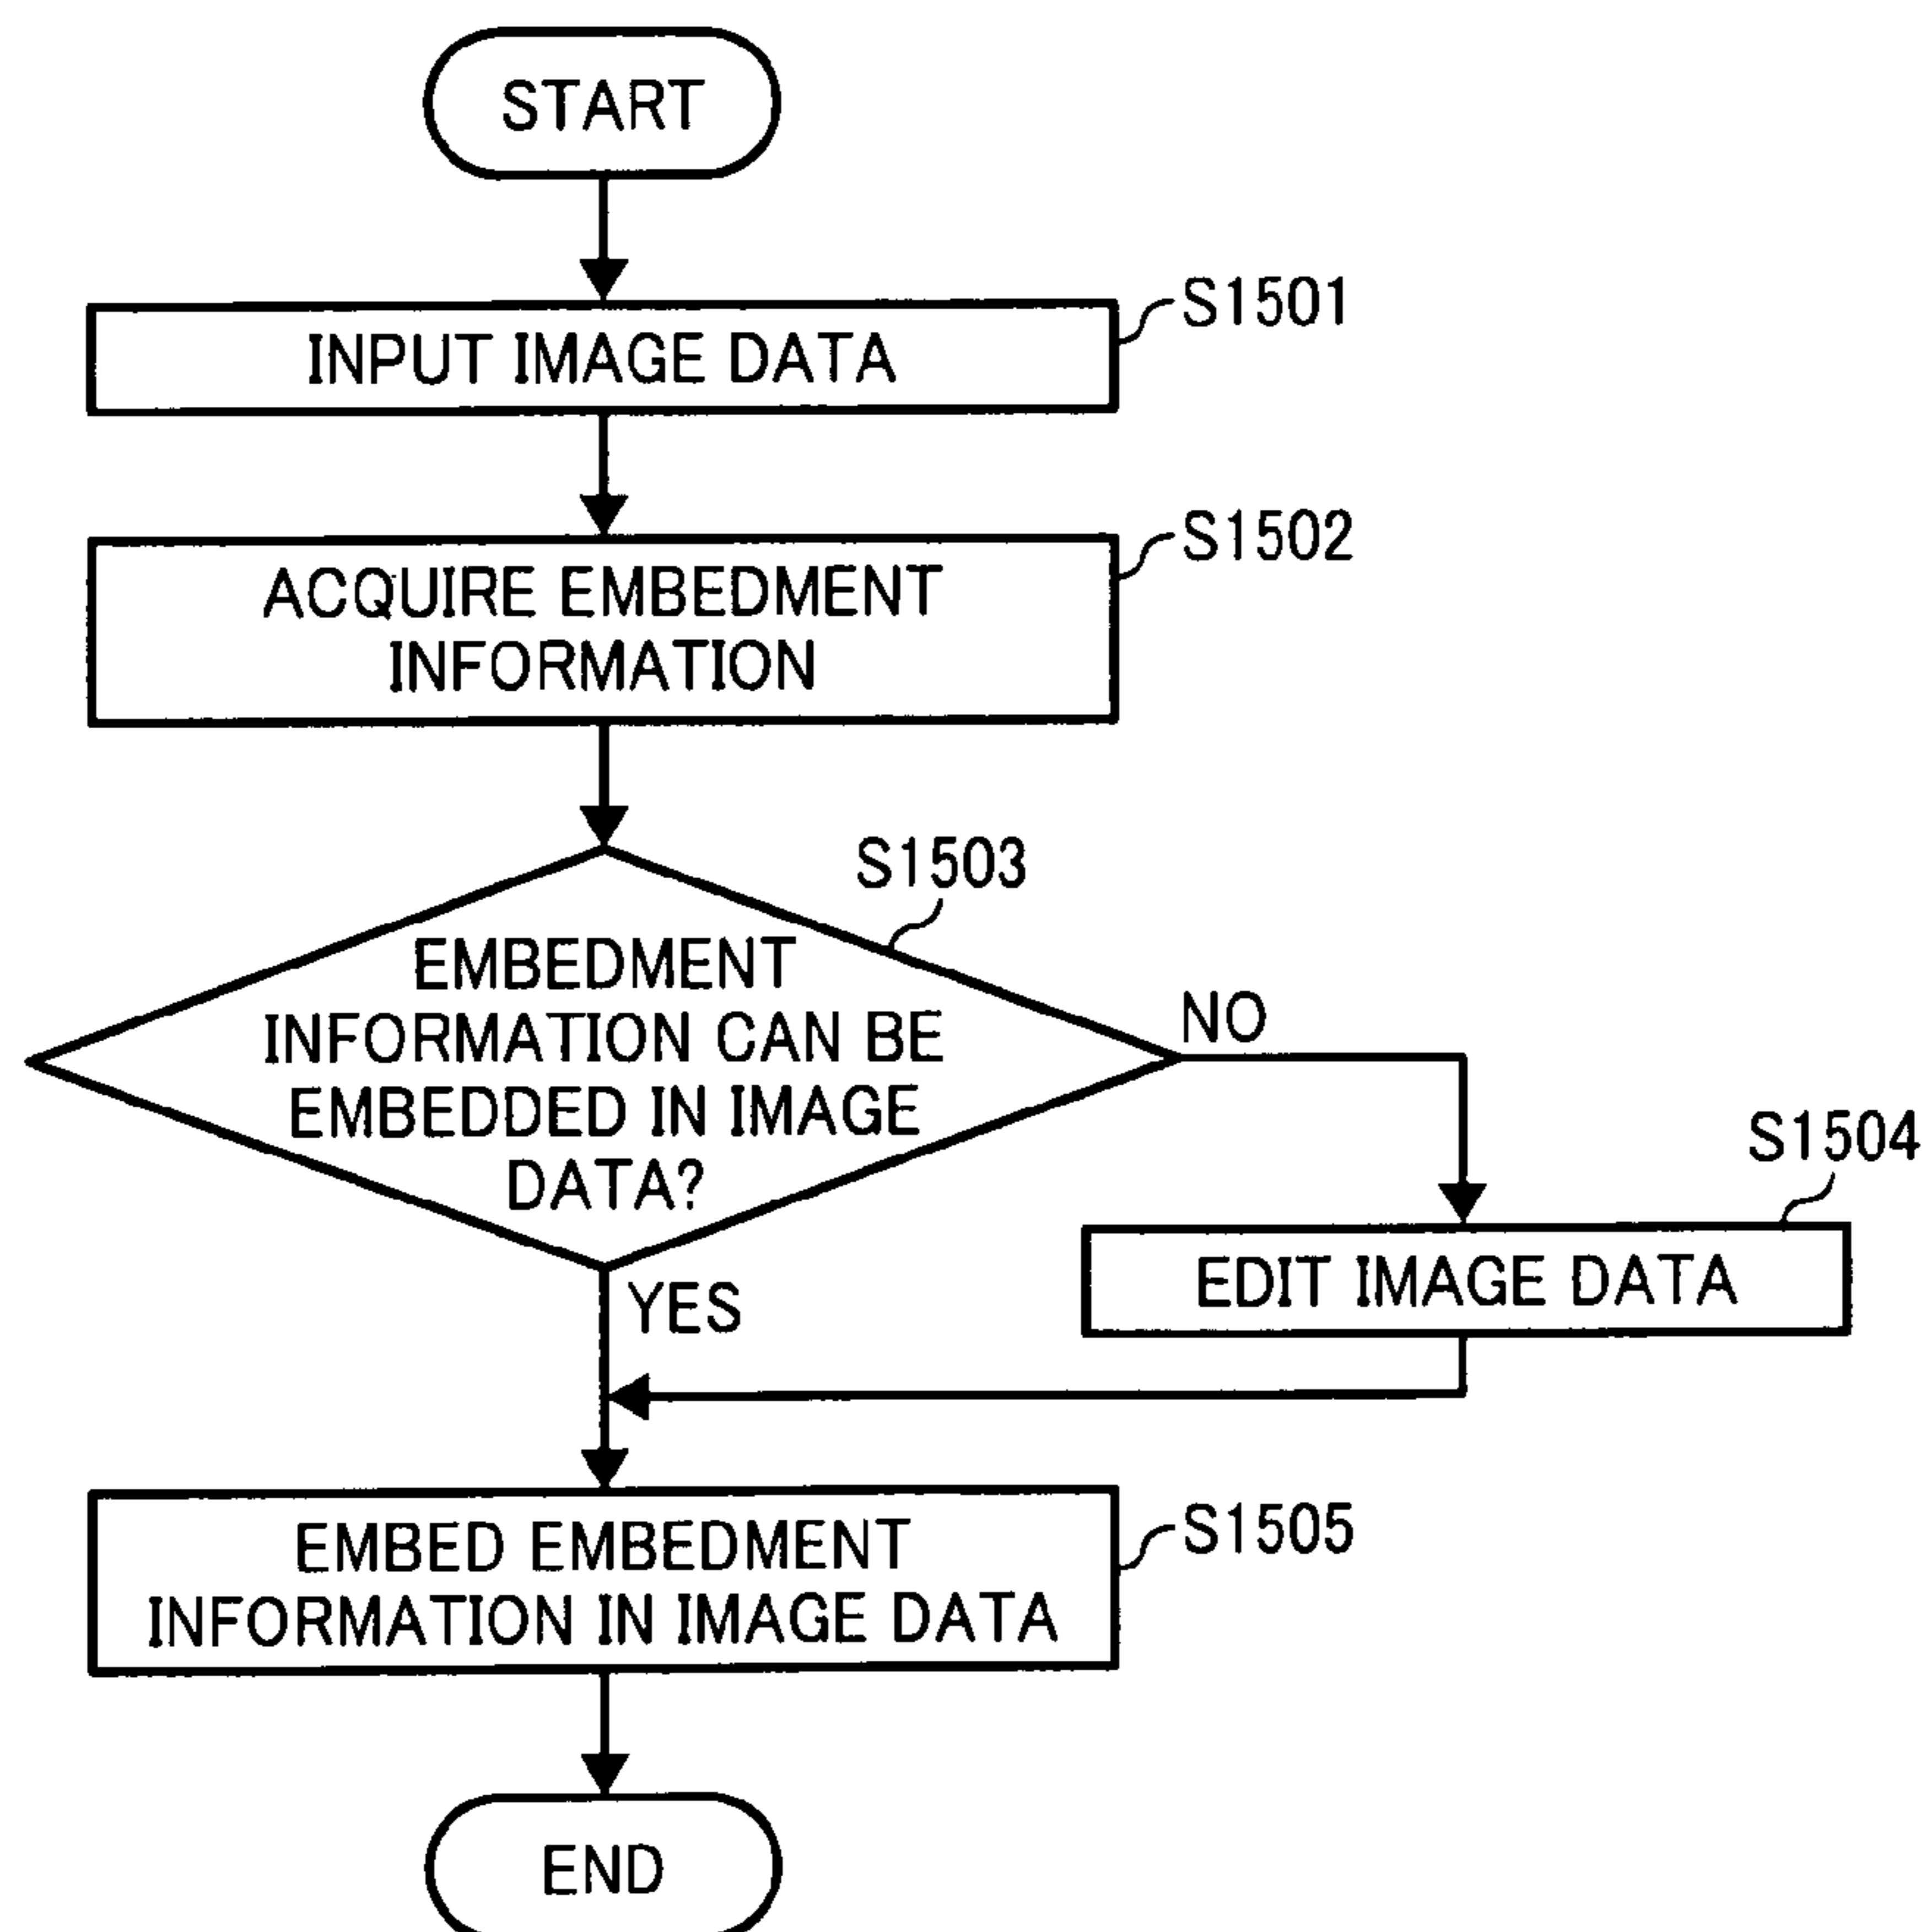 START
S1501
INPUT IMAGE DATA
S1502
ACQUIRE EMBEDMENT
INFORMATION
S1503
EMBEDMENT
INFORMATION CAN BE
EMBEDDED IN IMAGE
DATA?
NO
S1504
EDIT IMAGE DATA
YES
S1505
EMBED EMBEDMENT
INFORMATION IN IMAGE DATA
END